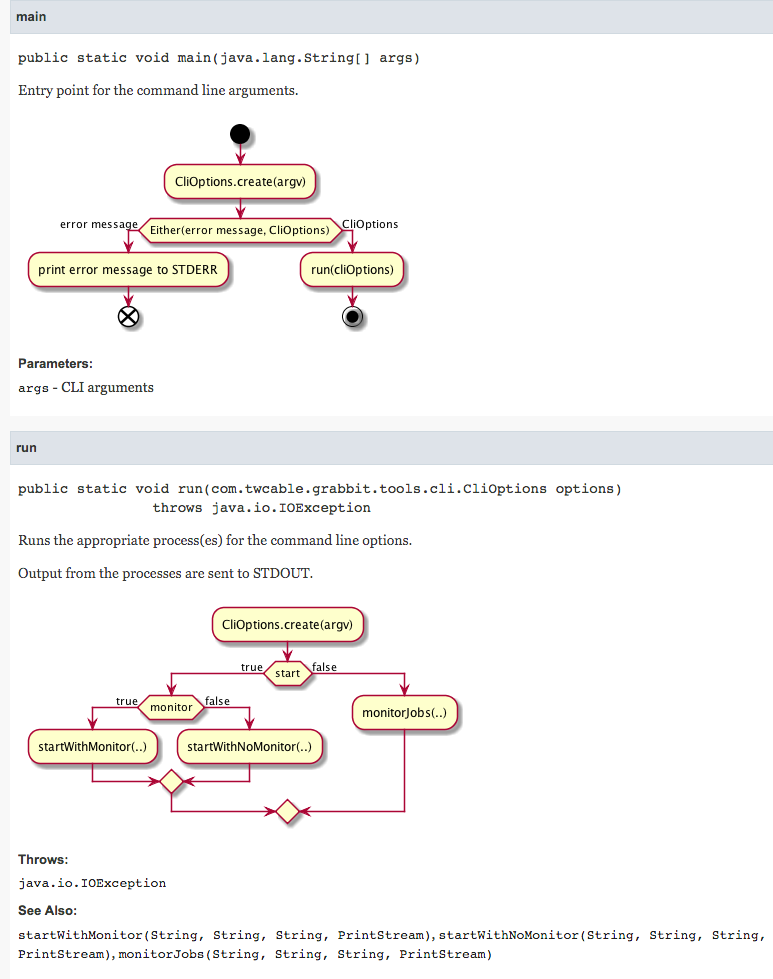 main
public static void main(java.lang.String[] args)
Entry point for the command line arguments.
CliOptions.create(argv)
error message
Either(error message, CliOptions)
CliOptions
print error message to STDERR
run(cliOptions)
Parameters:
args - CLI arguments
run
public static void run(com.twcable.grabbit.tools.cli.CliOptions options)
throws java.io.IOException
Runs the appropriate process(es) for the command line options.
Output from the processes are sent to STDOUT.
CliOptions.create(argv)
true
start
false
true
monitor
false
monitorJobs(..)
startWithMonitor(..)
startWithNoMonitor(..)
Throws:
java.io.IOException
See Also:
startWithMonitor(String, String, String, PrintStream), startWithNoMonitor(String, String, String,
PrintStream), monitorJobs(String, String, String, PrintStream)